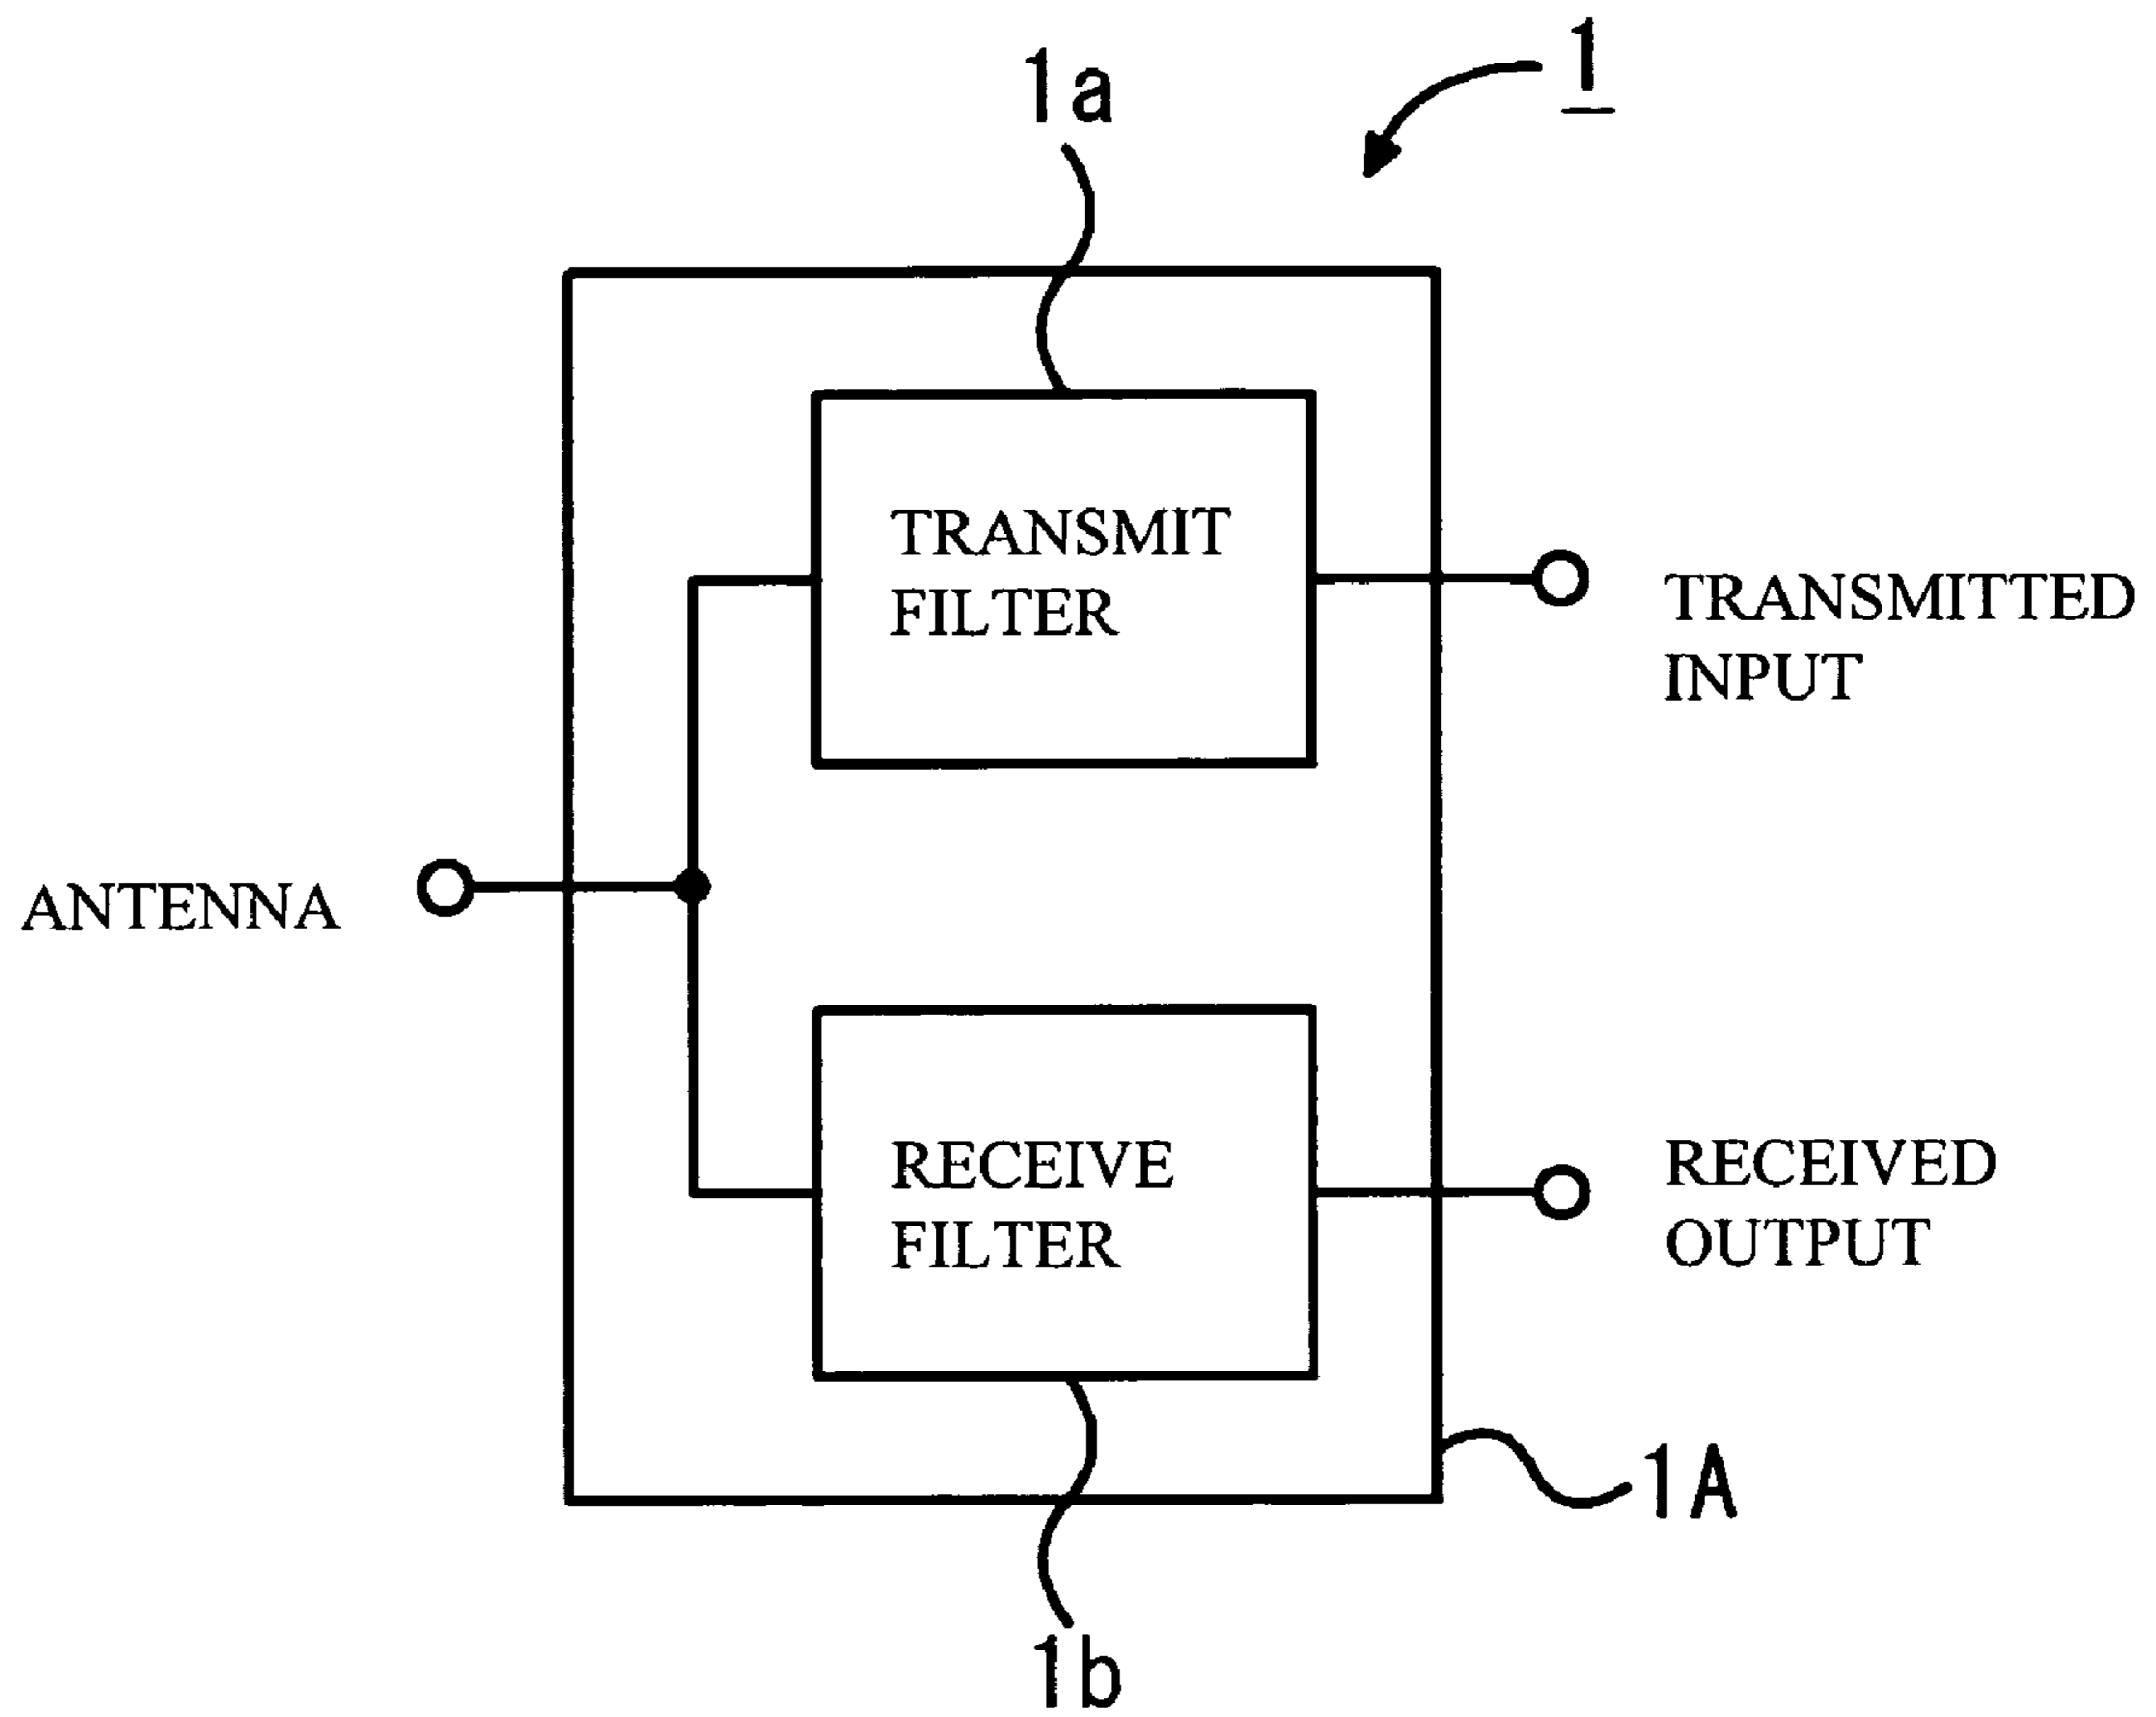 1
1a
TRANSMIT
FILTER
TRANSMITTED
INPUT
ANTENNA
RECEIVE
FILTER
RECEIVED
OUTPUT
1A
1b